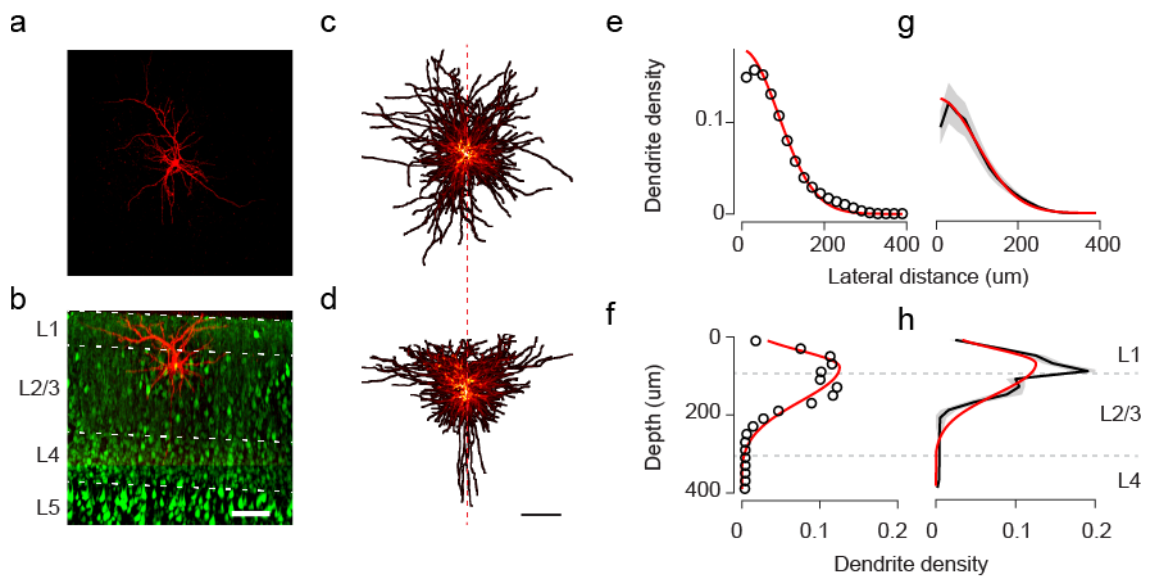 a
c
e
g
Dendrite density
0.1
0
0
200
400
0
200
400
Lateral distance (um)
b
L1
L2/3
L4
L5
d
f
h
Depth (um)
0
200
400
L1
L2/3
L4
0
0.1
0.2
0
0.1
0.2
Dendrite density